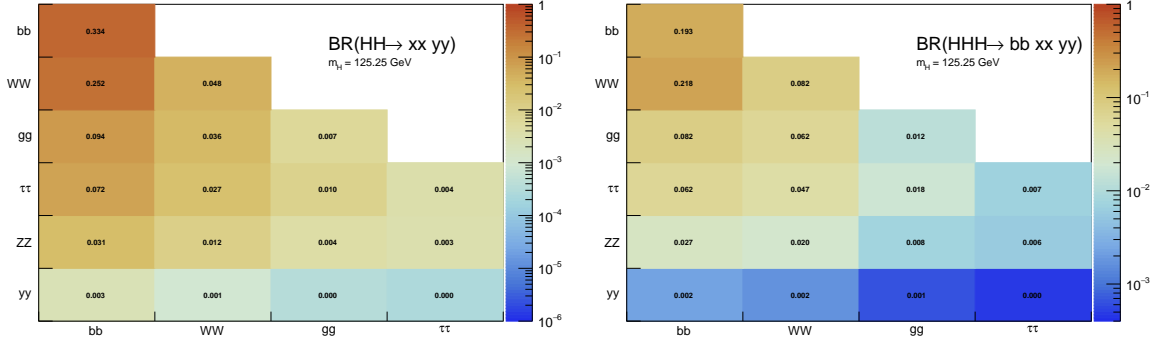 BR(HH→ xx yy)
m_H = 125.25 GeV
bb 0.334
WW 0.252 0.048
gg 0.094 0.036 0.007
ττ 0.072 0.027 0.010 0.004
ZZ 0.031 0.012 0.004 0.003
yy 0.003 0.001 0.000 0.000
bb WW gg ττ
1
10⁻¹
10⁻²
10⁻³
10⁻⁴
10⁻⁵
10⁻⁶
BR(HHH→ bb xx yy)
m_H = 125.25 GeV
bb 0.193
WW 0.218 0.082
gg 0.082 0.062 0.012
ττ 0.062 0.047 0.018 0.007
ZZ 0.027 0.020 0.008 0.006
yy 0.002 0.002 0.001 0.000
bb WW gg ττ
1
10⁻¹
10⁻²
10⁻³